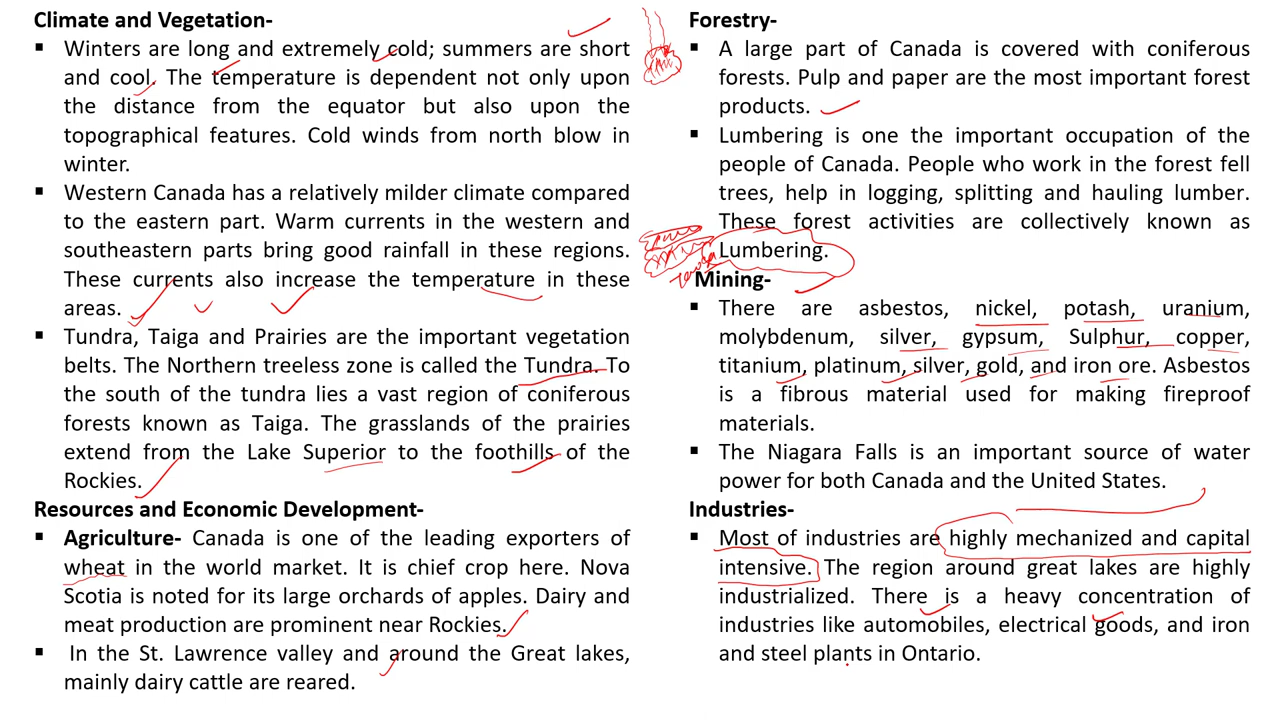 Climate and Vegetation-
▪ Winters are long and extremely cold; summers are short
and cool. The temperature is dependent not only upon
the distance from the equator but also upon the
topographical features. Cold winds from north blow in
winter.
▪ Western Canada has a relatively milder climate compared
to the eastern part. Warm currents in the western and
southeastern parts bring good rainfall in these regions.
These currents also increase the temperature in these
areas.
▪ Tundra, Taiga and Prairies are the important vegetation
belts. The Northern treeless zone is called the Tundra. To
the south of the tundra lies a vast region of coniferous
forests known as Taiga. The grasslands of the prairies
extend from the Lake Superior to the foothills of the
Rockies.
Resources and Economic Development-
▪ Agriculture- Canada is one of the leading exporters of
wheat in the world market. It is chief crop here. Nova
Scotia is noted for its large orchards of apples. Dairy and
meat production are prominent near Rockies.
▪ In the St. Lawrence valley and around the Great lakes,
mainly dairy cattle are reared.
Forestry-
▪ A large part of Canada is covered with coniferous
forests. Pulp and paper are the most important forest
products.
▪ Lumbering is one the important occupation of the
people of Canada. People who work in the forest fell
trees, help in logging, splitting and hauling lumber.
These forest activities are collectively known as
Lumbering.
Mining-
▪ There are asbestos, nickel, potash, uranium,
molybdenum, silver, gypsum, Sulphur, copper,
titanium, platinum, silver, gold, and iron ore. Asbestos
is a fibrous material used for making fireproof
materials.
▪ The Niagara Falls is an important source of water
power for both Canada and the United States.
Industries-
▪ Most of industries are highly mechanized and capital
intensive. The region around great lakes are highly
industrialized. There is a heavy concentration of
industries like automobiles, electrical goods, and iron
and steel plants in Ontario.